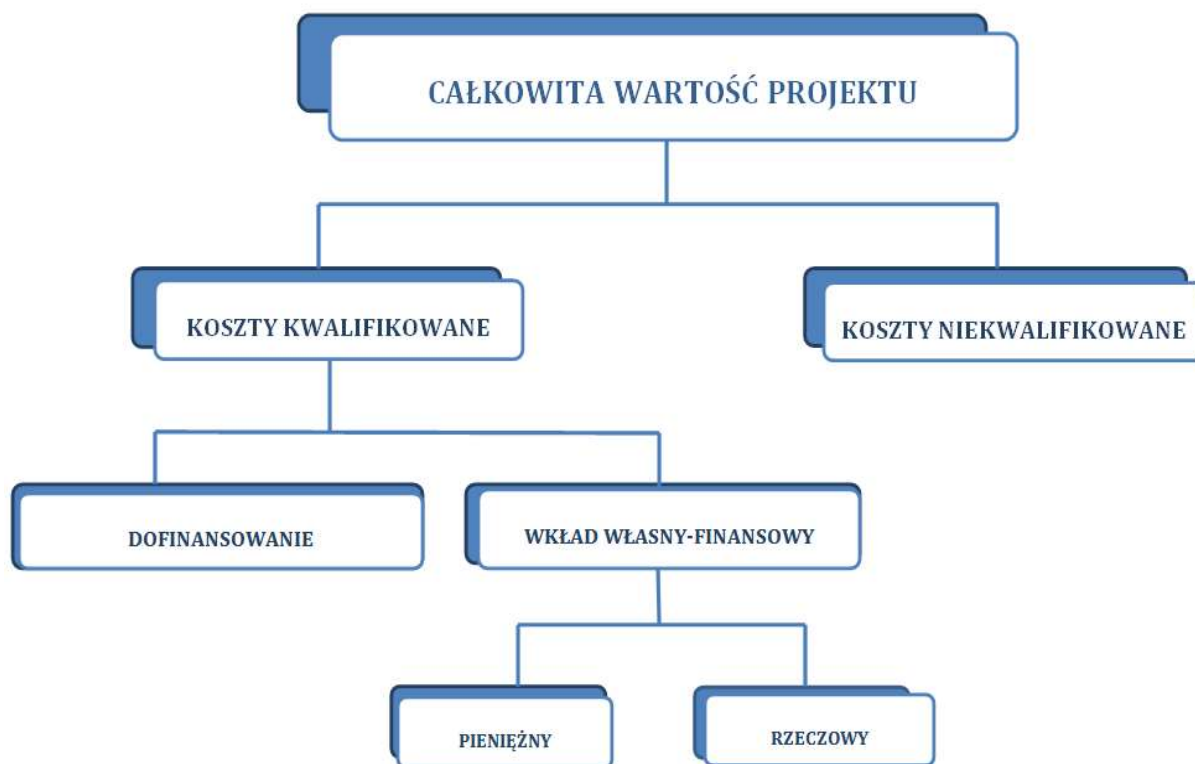 CAŁKOWITA WARTOŚĆ PROJEKTU
KOSZTY KWALIFIKOWANE
KOSZTY NIEKWALIFIKOWANE
DOFINANSOWANIE
WKŁAD WŁASNY-FINANSOWY
PIENIĘŻNY
RZECZOWY